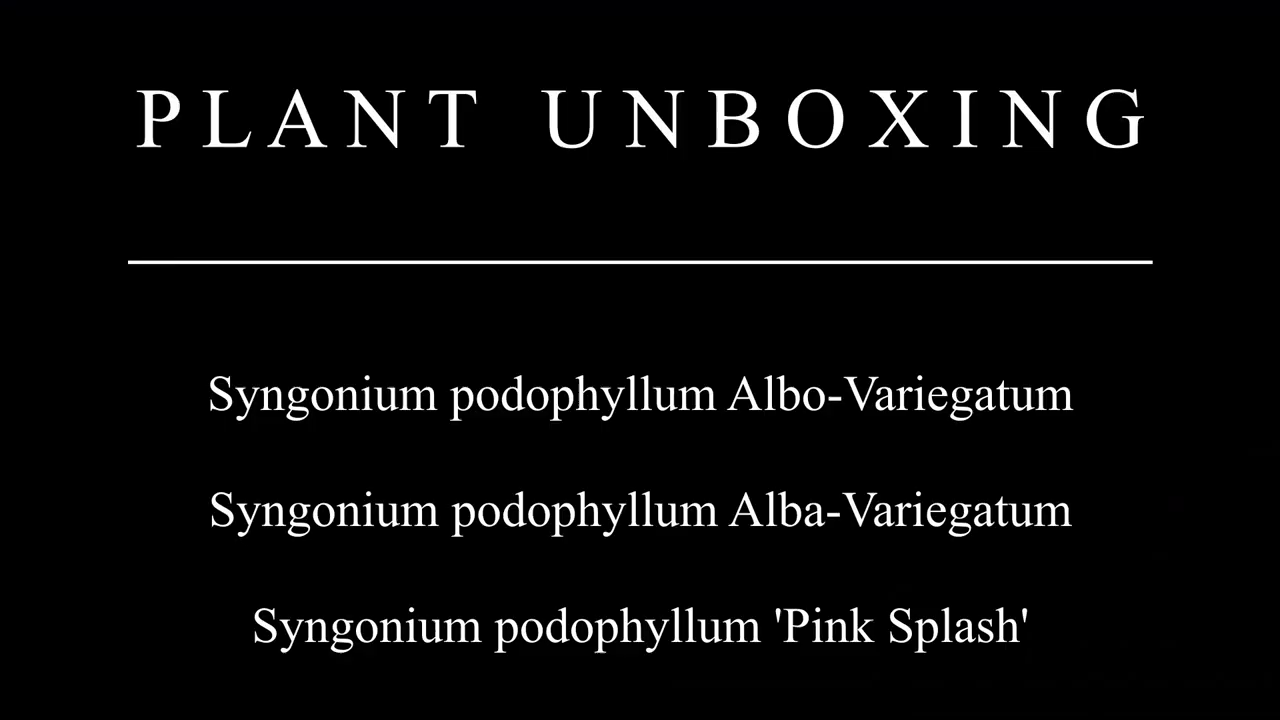 PLANT UNBOXING
Syngonium podophyllum Albo-Variegatum
Syngonium podophyllum Alba-Variegatum
Syngonium podophyllum 'Pink Splash'